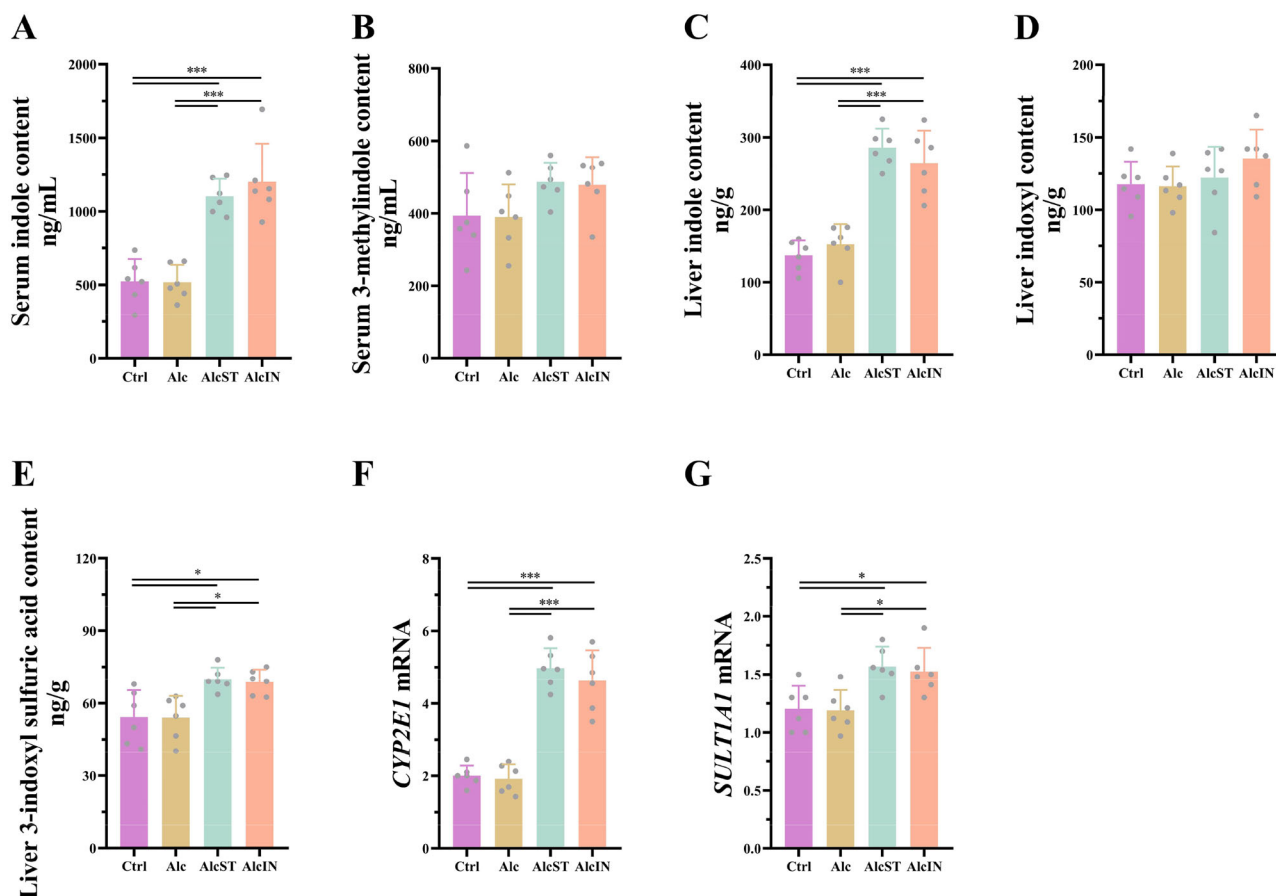 A
Serum indole content
ng/mL
2000
1500
1000
500
0
***
***
Ctrl Alc AlcST AlcIN
B
Serum 3-methylindole content
ng/mL
800
600
400
200
0
Ctrl Alc AlcST AlcIN
C
Liver indole content
ng/g
400
300
200
100
0
***
***
Ctrl Alc AlcST AlcIN
D
Liver indoxyl content
ng/g
200
150
100
50
0
Ctrl Alc AlcST AlcIN
E
Liver 3-indoxyl sulfuric acid content
ng/g
120
90
60
30
0
*
*
Ctrl Alc AlcST AlcIN
F
CYP2E1 mRNA
8
6
4
2
0
***
***
Ctrl Alc AlcST AlcIN
G
SULT1A1 mRNA
2.5
2.0
1.5
1.0
0.5
0.0
*
*
Ctrl Alc AlcST AlcIN